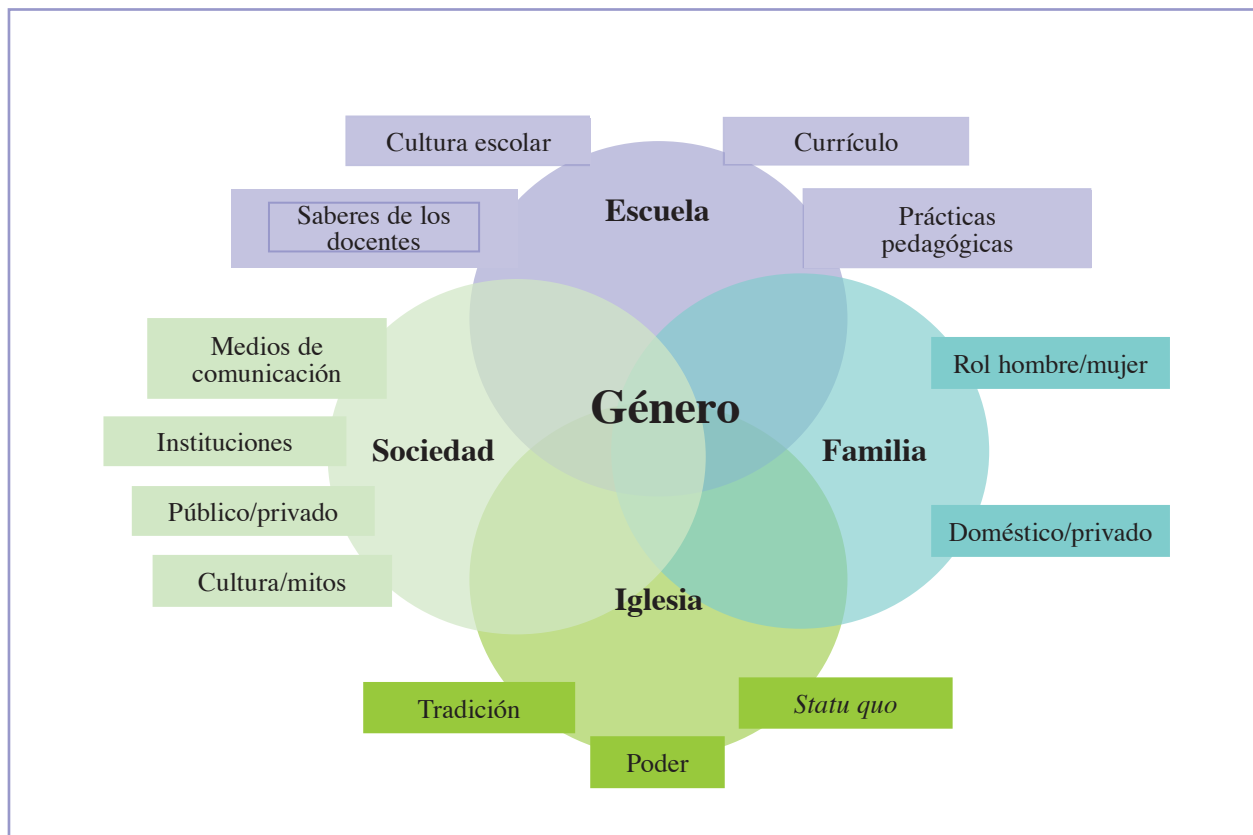 Cultura escolar
Currículo
Escuela
Saberes de los
docentes
Prácticas
pedagógicas
Medios de
comunicación
Rol hombre/mujer
Género
Instituciones
Sociedad
Familia
Público/privado
Doméstico/privado
Cultura/mitos
Iglesia
Tradición
Statu quo
Poder